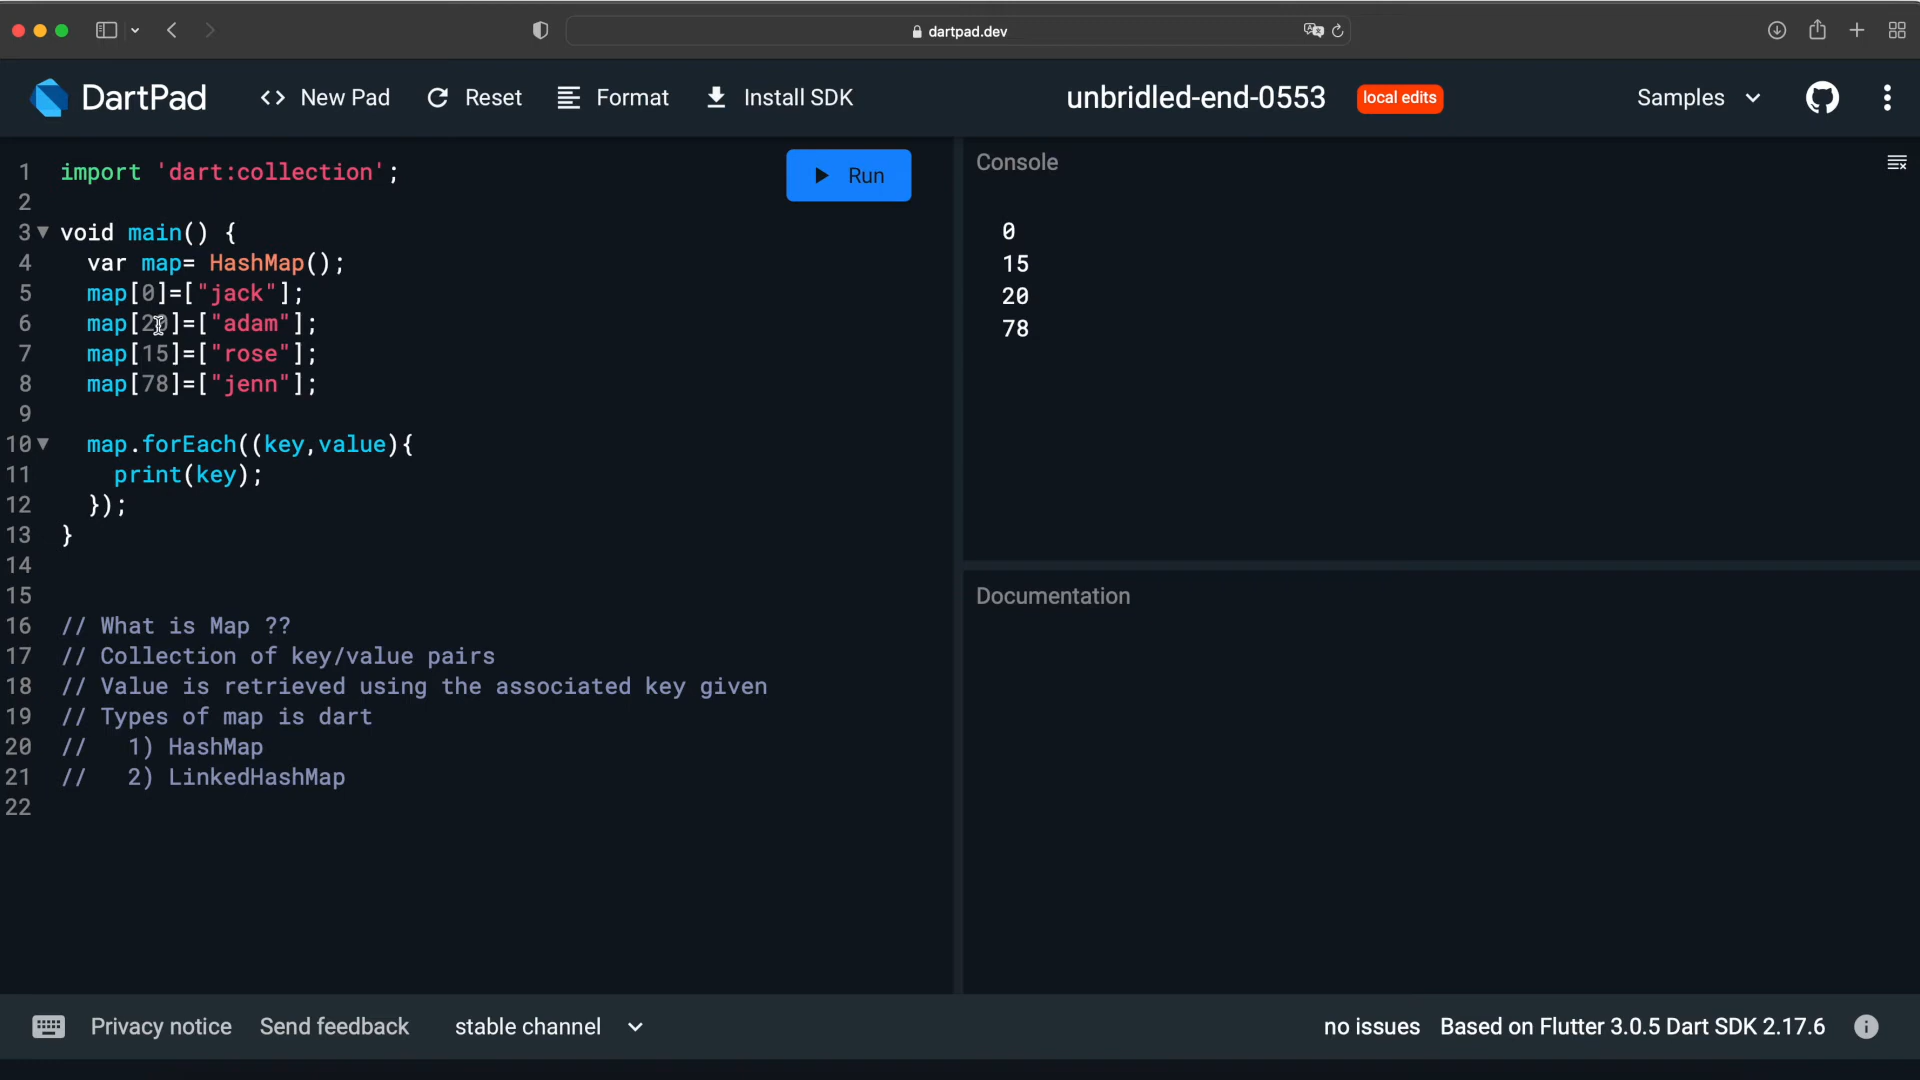 dartpad.dev
DartPad
<> New Pad
Reset
Format
Install SDK
unbridled-end-0553
local edits
Samples
1 import 'dart:collection';
2
3 void main() {
4 var map= HashMap();
5 map[0]=["jack"];
6 map[20]=["adam"];
7 map[15]=["rose"];
8 map[78]=["jenn"];
9
10 map.forEach((key,value){
11 print(key);
12 });
13 }
14
15
16 // What is Map ??
17 // Collection of key/value pairs
18 // Value is retrieved using the associated key given
19 // Types of map is dart
20 // 1) HashMap
21 // 2) LinkedHashMap
22
Run
Console
0
15
20
78
Documentation
Privacy notice
Send feedback
stable channel
no issues
Based on Flutter 3.0.5 Dart SDK 2.17.6